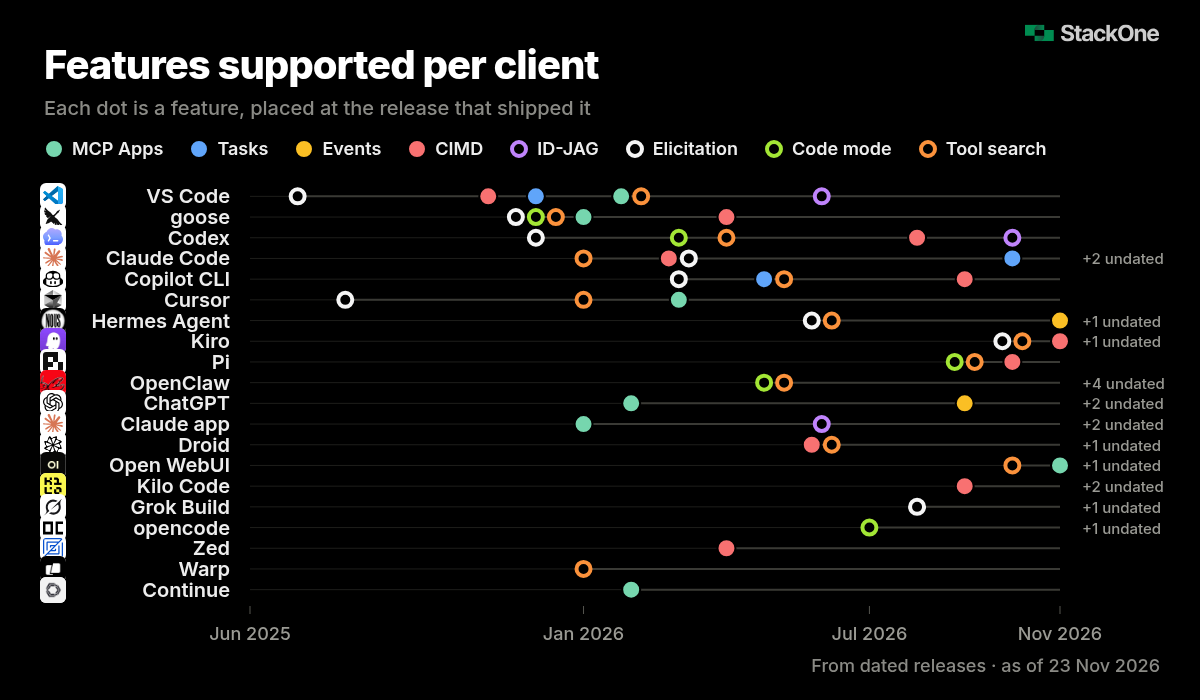 StackOne
Features supported per client
Each dot is a feature, placed at the release that shipped it
MCP Apps Tasks Events CIMD ID-JAG Elicitation Code mode Tool search
VS Code
goose
Codex
Claude Code +2 undated
Copilot CLI
Cursor
Hermes Agent +1 undated
Kiro +1 undated
Pi
OpenClaw +4 undated
ChatGPT +2 undated
Claude app +2 undated
Droid +1 undated
OI Open WebUI +1 undated
Kilo Code +2 undated
Grok Build +1 undated
opencode +1 undated
Zed
Warp
Continue
Jun 2025 Jan 2026 Jul 2026 Nov 2026
From dated releases · as of 23 Nov 2026